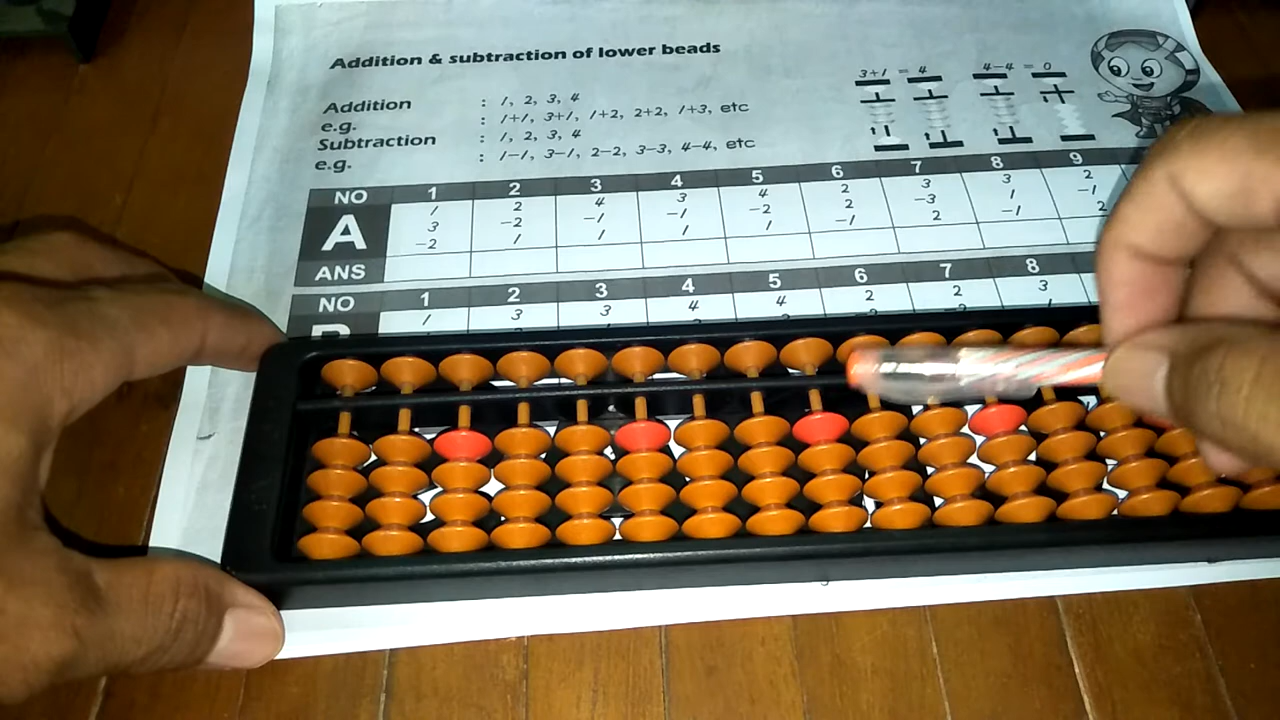 Addition & subtraction of lower beads
3+1 = 4 4-4 = 0
Addition : 1, 2, 3, 4
e.g. : 1+1, 3+1, 1+2, 2+2, 1+3, etc
Subtraction : 1, 2, 3, 4
e.g. : 1-1, 3-1, 2-2, 3-3, 4-4, etc
NO 1 2 3 4 5 6 7 8 9
A 1 2 4 3 4 2 3 3 2
3 -2 -1 -1 -2 2 -3 1 -1
-2 1 1 1 1 -1 2 -1 2
ANS
NO 1 2 3 4 5 6 7 8
1 3 3 4 4 2 2 3